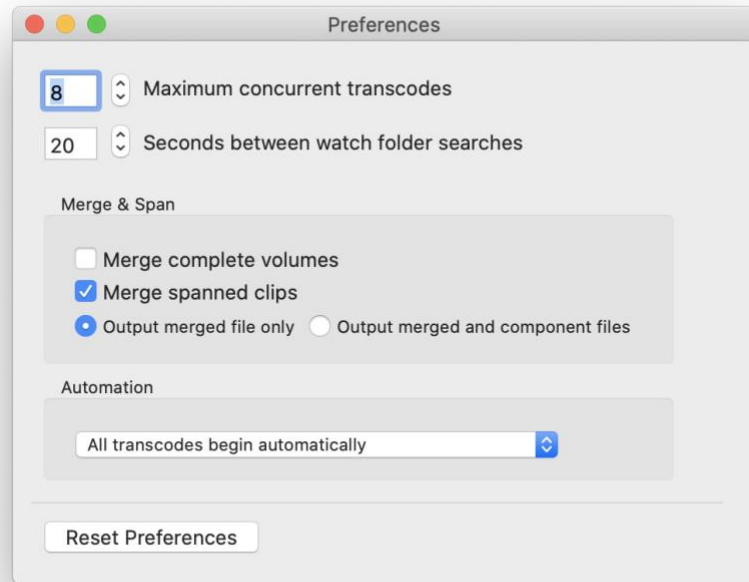 Preferences
8 Maximum concurrent transcodes
20 Seconds between watch folder searches
Merge & Span
Merge complete volumes
Merge spanned clips
Output merged file only Output merged and component files
Automation
All transcodes begin automatically
Reset Preferences